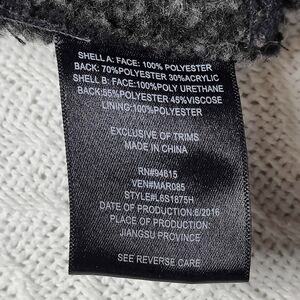 SHELL A: FACE: 100% POLYESTER
BACK: 70%POLYESTER 30%ACRYLIC
SHELL B: FACE:100%POLY URETHANE
BACK:55%POLYESTER 45%VISCOSE
LINING:100%POLYESTER
EXCLUSIVE OF TRIMS
MADE IN CHINA
RN#94615
VEN#MAR085
STYLE#L6S1875H
DATE OF PRODUCTION:6/2016
PLACE OF PRODUCTION:
JIANGSU PROVINCE
SEE REVERSE CARE